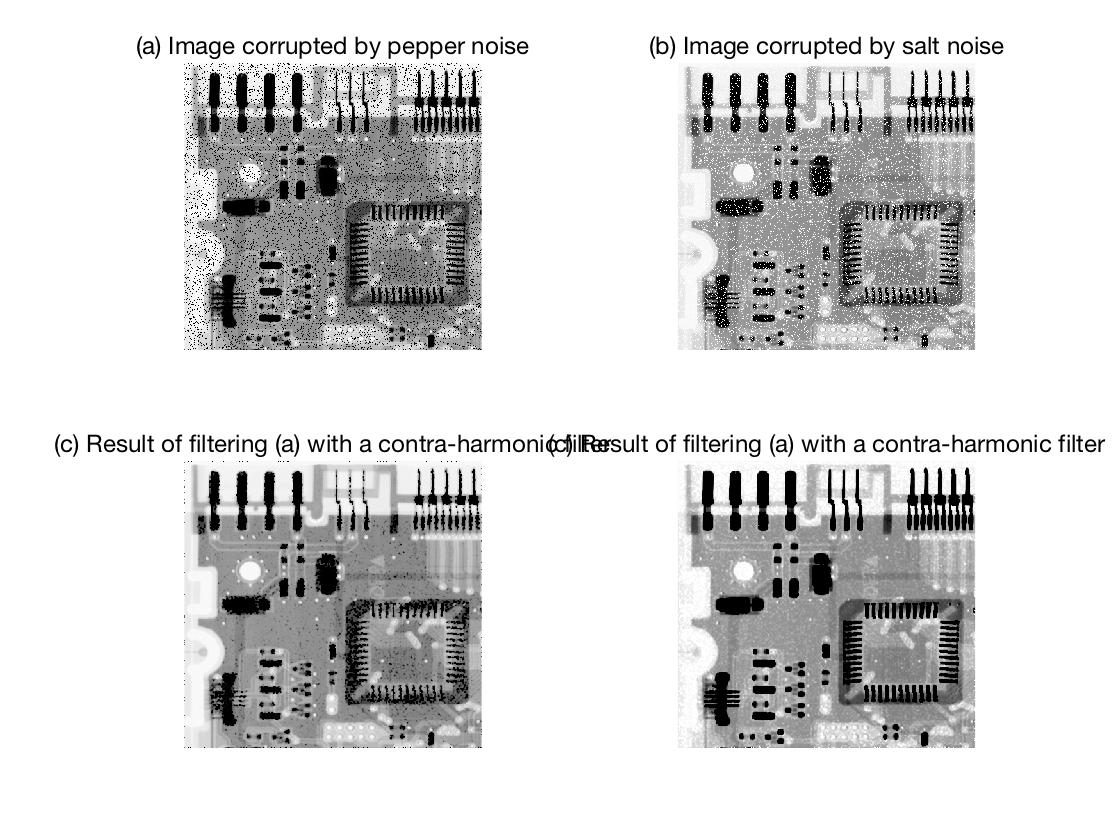 (a) Image corrupted by pepper noise
(b) Image corrupted by salt noise
(c) Result of filtering (a) with a contra-harmonic filter
Result of filtering (a) with a contra-harmonic filter